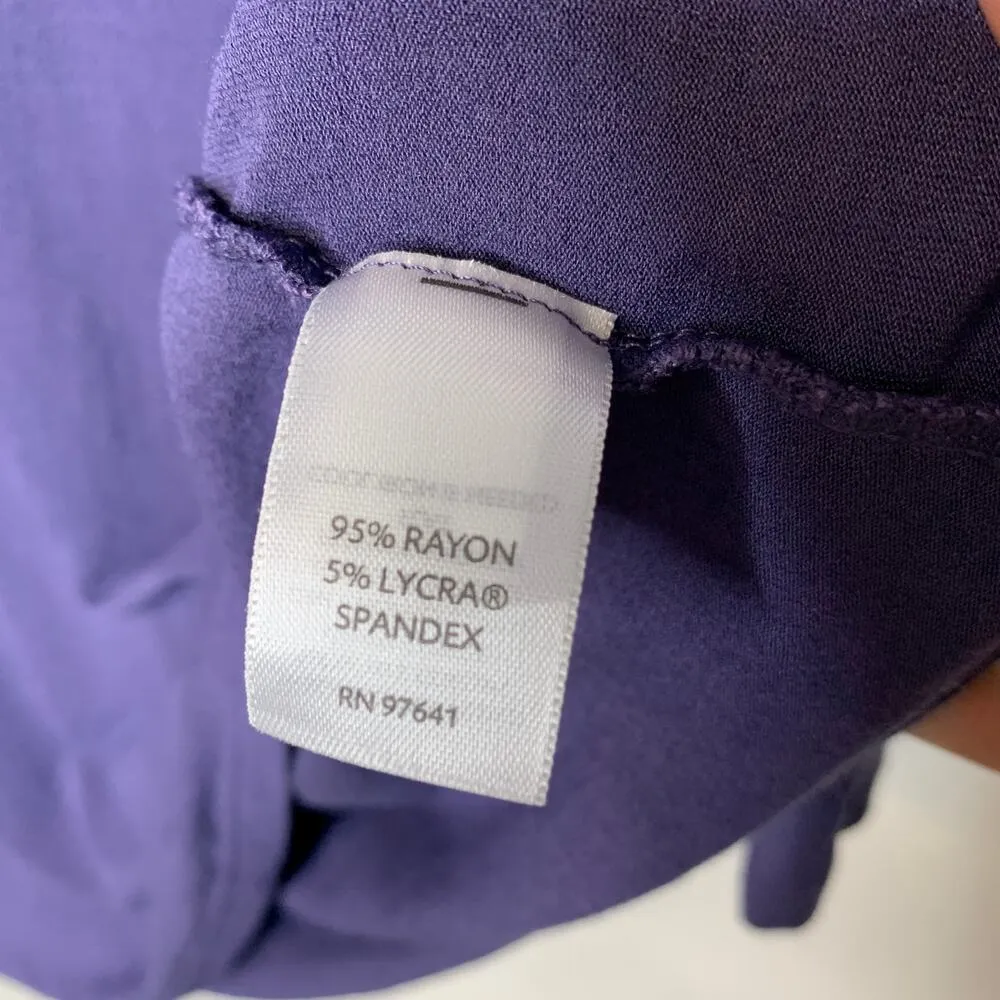 95% RAYON
5% LYCRA®
SPANDEX
RN 97641